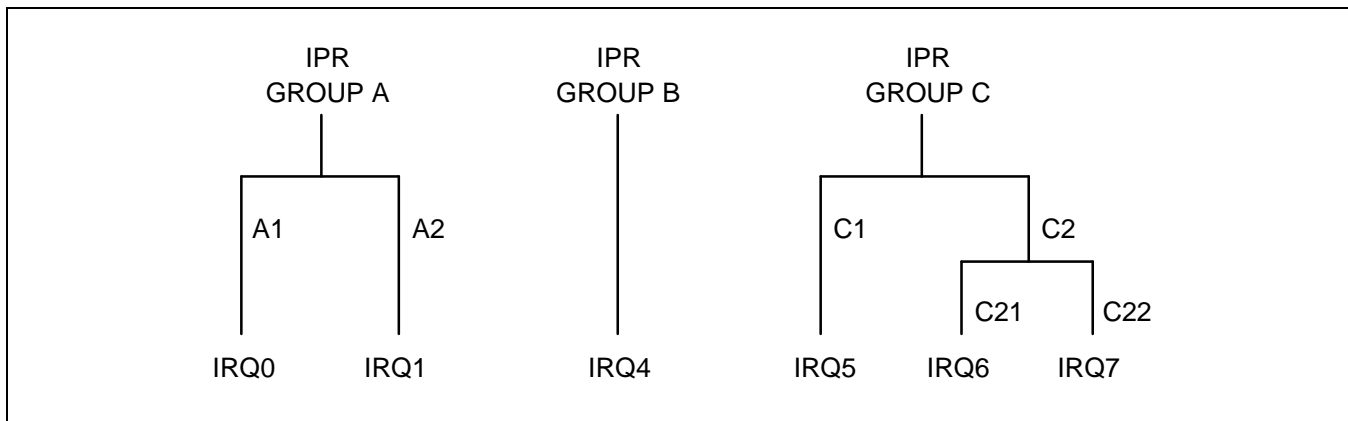 IPR
GROUP A
IPR
GROUP B
IPR
GROUP C
A1
A2
C1
C2
C21
C22
IRQ0
IRQ1
IRQ4
IRQ5
IRQ6
IRQ7